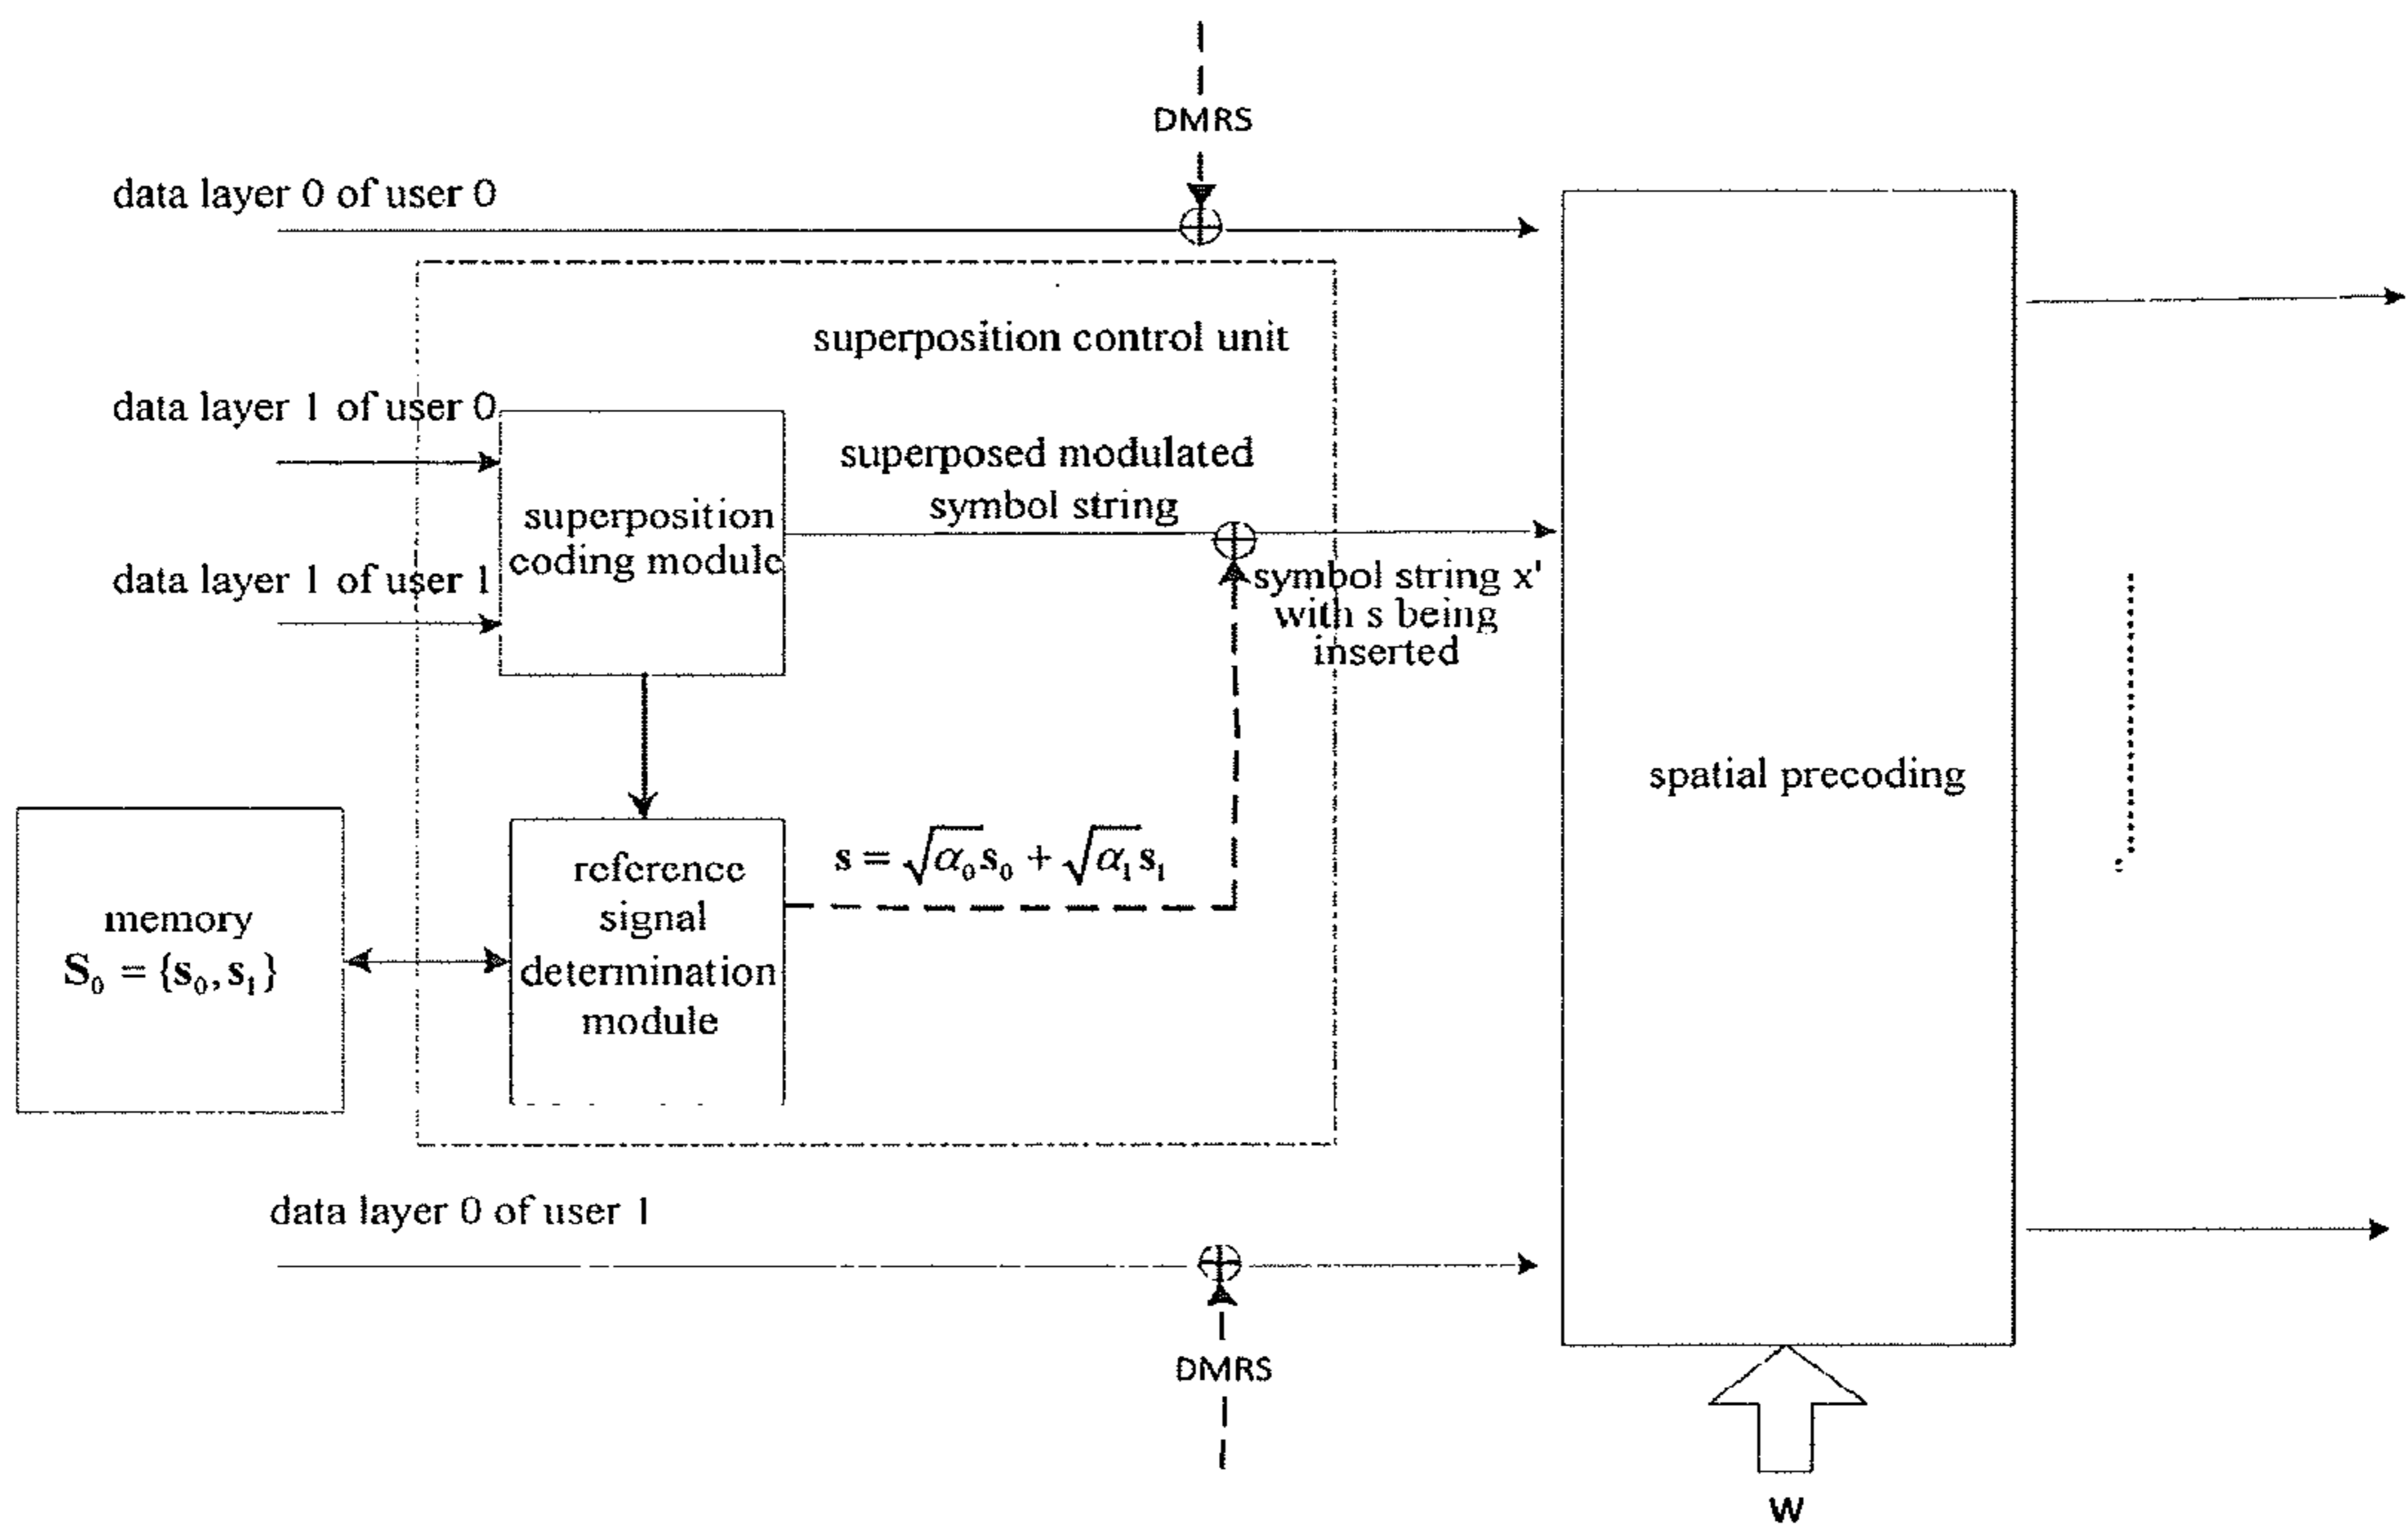 DMRS
data layer 0 of user 0
superposition control unit
data layer 1 of user 0
superposed modulated
symbol string
superposition
coding module
data layer 1 of user 1
symbol string x'
with s being
inserted
spatial precoding
s = √α₀s₀ + √α₁s₁
reference
signal
determination
module
memory
S₀ = {s₀, s₁}
data layer 0 of user 1
DMRS
W